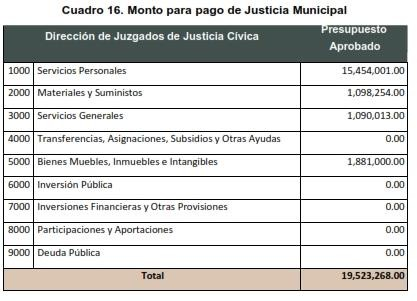 Cuadro 16. Monto para pago de Justicia Municipal
Dirección de Juzgados de Justicia Cívica Presupuesto Aprobado
1000 Servicios Personales 15,454,001.00
2000 Materiales y Suministos 1,098,254.00
3000 Servicios Generales 1,090,013.00
4000 Transferencias, Asignaciones, Subsidios y Otras Ayudas 0.00
5000 Bienes Muebles, Inmuebles e Intangibles 1,881,000.00
6000 Inversión Pública 0.00
7000 Inversiones Financieras y Otras Provisiones 0.00
8000 Participaciones y Aportaciones 0.00
9000 Deuda Pública 0.00
Total 19,523,268.00